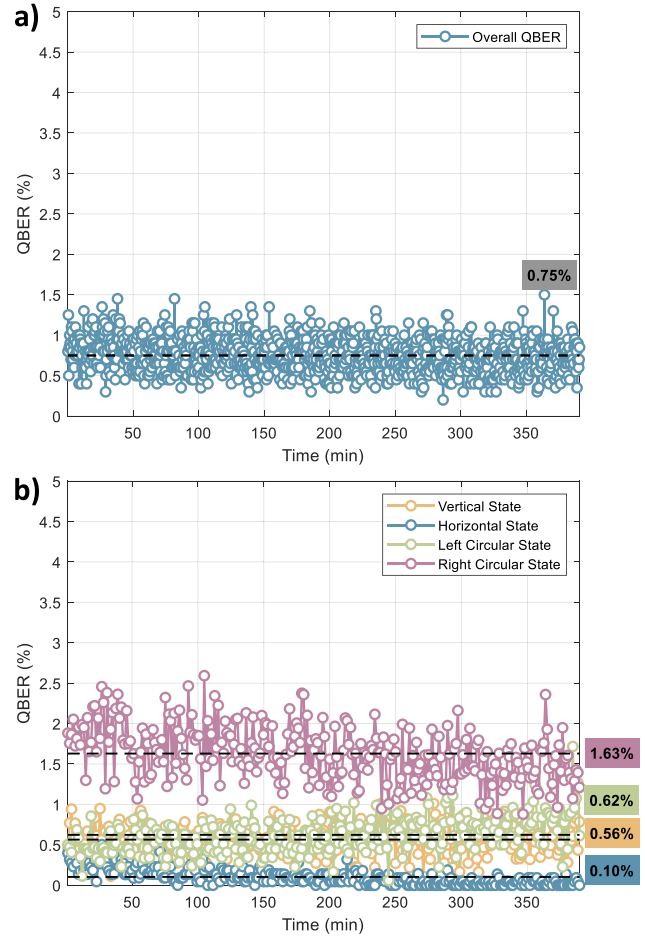 a)
5
4.5
4
3.5
3
2.5
2
1.5
1
0.5
0
QBER (%)
Overall QBER
0.75%
50 100 150 200 250 300 350
Time (min)
b)
5
4.5
4
3.5
3
2.5
2
1.5
1
0.5
0
QBER (%)
Vertical State
Horizontal State
Left Circular State
Right Circular State
1.63%
0.62%
0.56%
0.10%
50 100 150 200 250 300 350
Time (min)